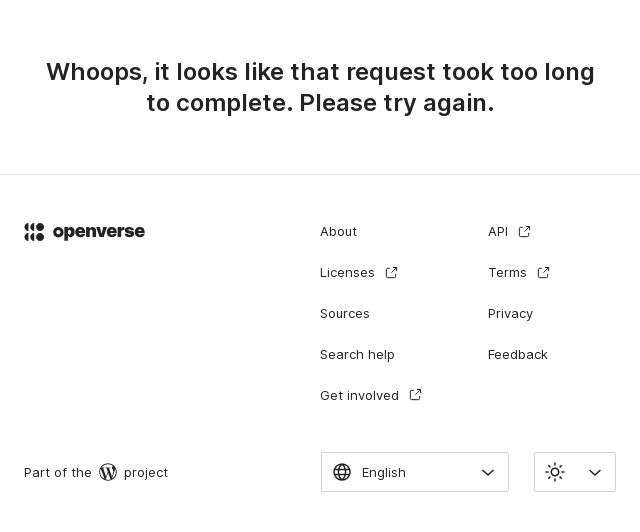 Whoops, it looks like that request took too long
to complete. Please try again.
openverse
About
Licenses
Sources
Search help
Get involved
API
Terms
Privacy
Feedback
Part of the project
English